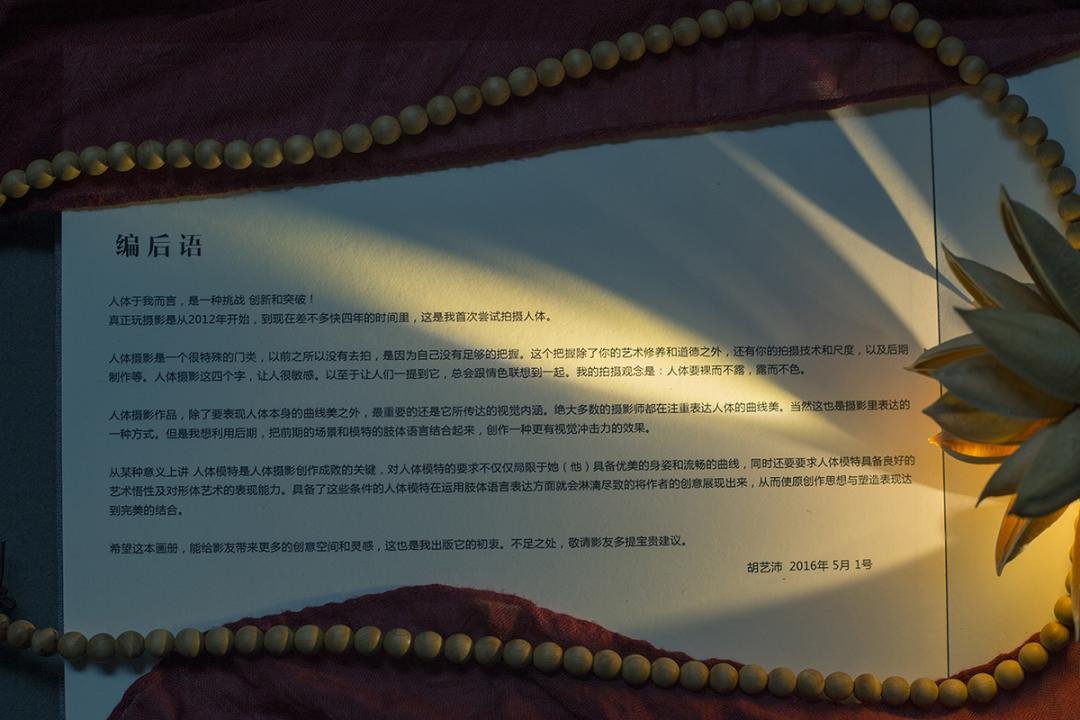 编后语
人体于我而言，是一种挑战 创新和突破！
真正玩摄影是从2012年开始，到现在差不多快四年的时间里，这是我首次尝试拍摄人体。
人体摄影是一个很特殊的门类，以前之所以没有去拍，是因为自己没有足够的把握。这个把握除了你的艺术修养和道德之外，还有你的拍摄技术和尺度，以及后期
制作等。人体摄影这四个字，让人很敏感。以至于让人们一提到它，总会跟情色联想到一起。我的拍摄观念是：人体要裸而不露，露而不色。
人体摄影作品，除了要表现人体本身的曲线美之外，最重要的还是它所传达的视觉内涵。绝大多数的摄影师都在注重表达人体的曲线美。当然这也是摄影里表达的
一种方式。但是我想利用后期，把前期的场景和模特的肢体语言结合起来，创作一种更有视觉冲击力的效果。
从某种意义上讲 人体模特是人体摄影创作成败的关键，对人体模特的要求不仅仅局限于她（他）具备优美的身姿和流畅的曲线，同时还要要求人体模特具备良好的
艺术悟性及对形体艺术的表现能力。具备了这些条件的人体模特在运用肢体语言表达方面就会淋漓尽致的将作者的创意展现出来，从而使原创作思想与塑造表现达
到完美的结合。
希望这本画册，能给影友带来更多的创意空间和灵感，这也是我出版它的初衷。不足之处，敬请影友多提宝贵建议。
胡艺沛 2016年 5月 1号